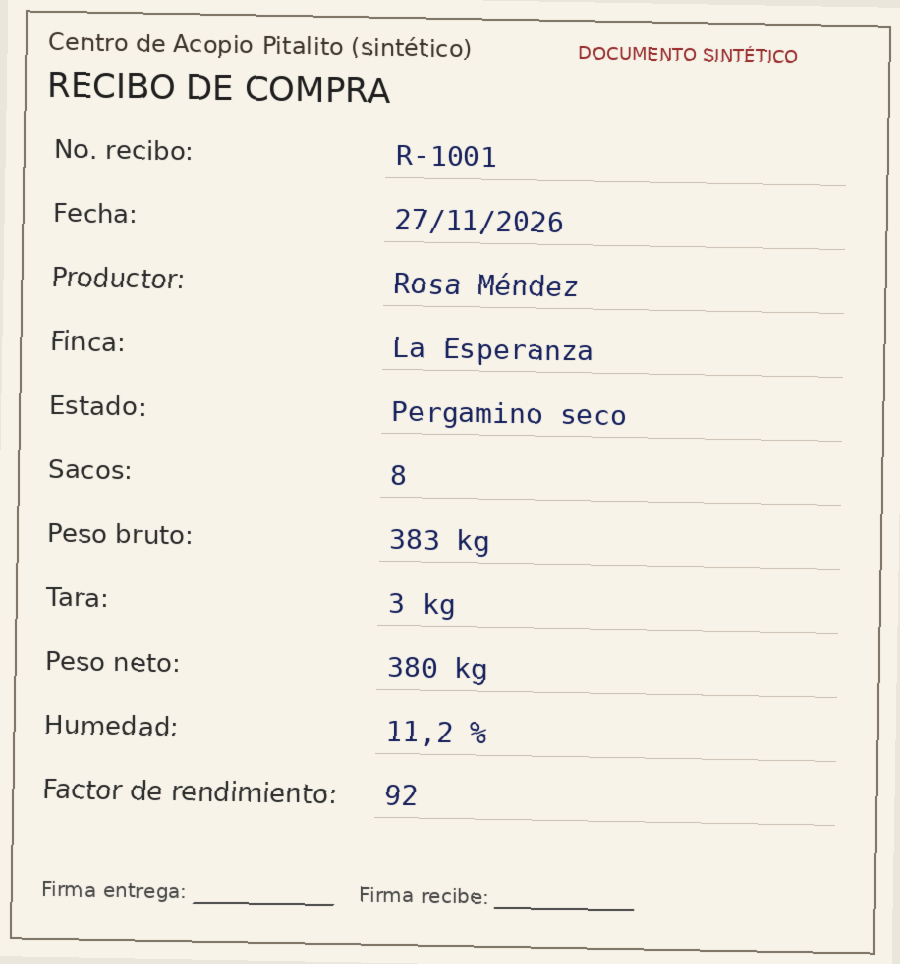 Centro de Acopio Pitalito (sintético)
DOCUMENTO SINTÉTICO
RECIBO DE COMPRA
No. recibo: R-1001
Fecha: 27/11/2026
Productor: Rosa Méndez
Finca: La Esperanza
Estado: Pergamino seco
Sacos: 8
Peso bruto: 383 kg
Tara: 3 kg
Peso neto: 380 kg
Humedad: 11,2 %
Factor de rendimiento: 92
Firma entrega: Firma recibe: